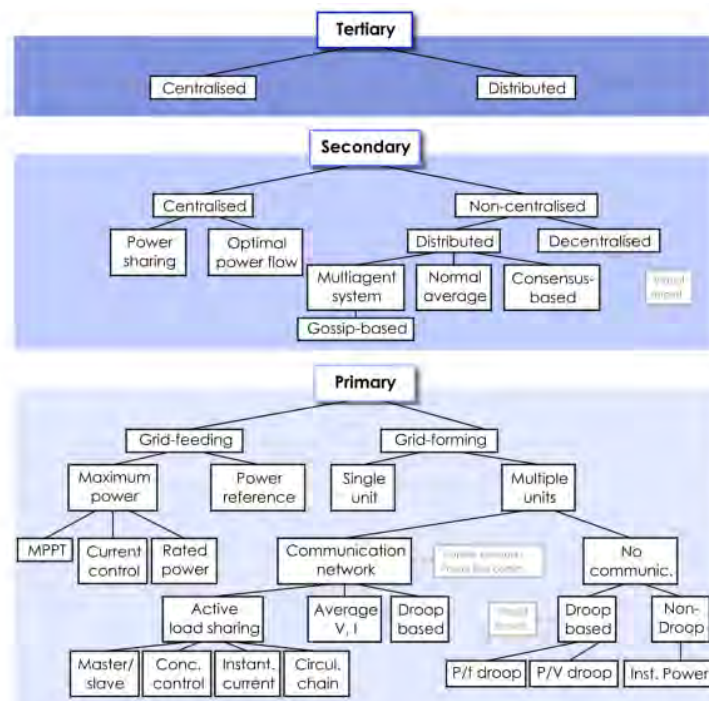 Tertiary
Centralised
Distributed
Secondary
Centralised
Non-centralised
Power
sharing
Optimal
power flow
Distributed
Decentralised
Multiagent
system
Normal
average
Consensus-
based
Gossip-based
Primary
Grid-feeding
Grid-forming
Maximum
power
Power
reference
Single
unit
Multiple
units
MPPT
Current
control
Rated
power
Communication
network
No
communic.
Active
load sharing
Average
V, I
Droop
based
Droop
based
Non-
Droop
Master/
slave
Conc.
control
Instant.
current
Circul.
chain
P/f droop
P/V droop
Inst. Power